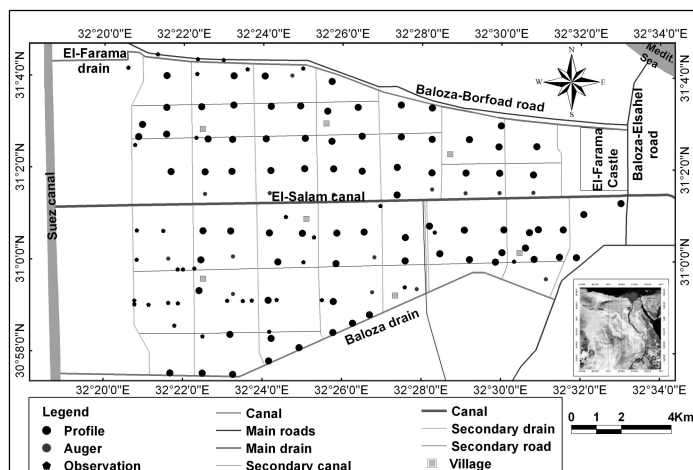 32°20'0"E 32°22'0"E 32°24'0"E 32°26'0"E 32°28'0"E 32°30'0"E 32°32'0"E 32°34'0"E
El-Farama
drain
Medit.
Sea
N
W
E
S
31°4'0"N
31°4'0"N
Baloza-Borfoad road
Baloza-Elsahel
road
El-Farama
Castle
31°2'0"N
31°2'0"N
El-Salam canal
Suez canal
31°0'0"N
31°0'0"N
Baloza drain
30°58'0"N
30°58'0"N
32°20'0"E 32°22'0"E 32°24'0"E 32°26'0"E 32°28'0"E 32°30'0"E 32°32'0"E 32°34'0"E
Legend
Profile
Auger
Observation
Canal
Main roads
Main drain
Secondary canal
Canal
Secondary drain
Secondary road
Village
0 1 2 4Km